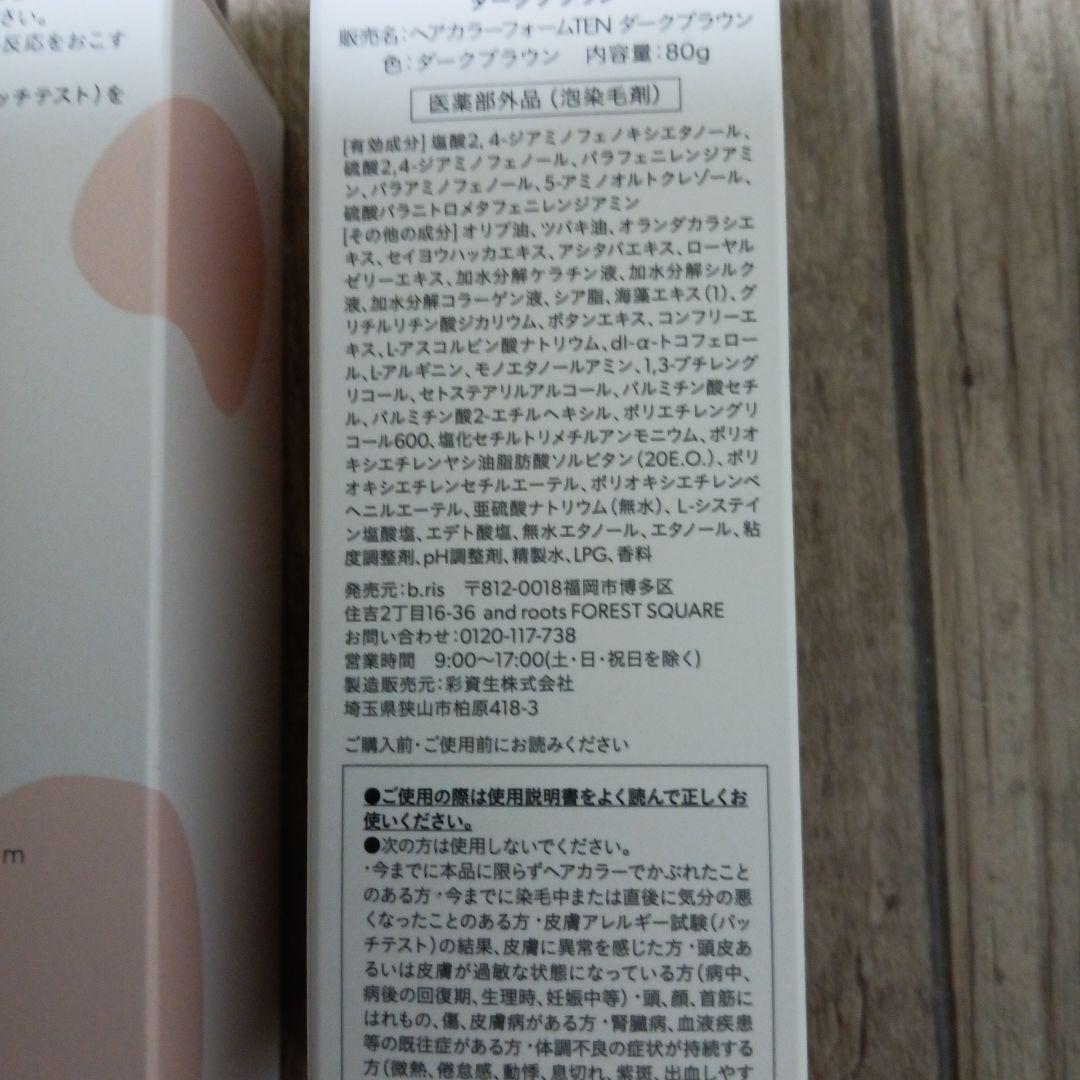 さい。
反応をおこす
ッチテスト)を
m
ダークブラウン
販売名:ヘアカラーフォームTEN ダークブラウン
色:ダークブラウン 内容量:80g
医薬部外品(泡染毛剤)
[有効成分]塩酸2,4-ジアミノフェノキシエタノール、
硫酸2,4-ジアミノフェノール、パラフェニレンジアミ
ン、パラアミノフェノール、5-アミノオルトクレゾール、
硫酸パラニトロメタフェニレンジアミン
[その他の成分]オリブ油、ツバキ油、オランダカラシエ
キス、セイヨウハッカエキス、アシタバエキス、ローヤル
ゼリーエキス、加水分解ケラチン液、加水分解シルク
液、加水分解コラーゲン液、シア脂、海藻エキス(1)、グ
リチルリチン酸ジカリウム、ボタンエキス、コンフリーエ
キス、L-アスコルビン酸ナトリウム、dl-α-トコフェロー
ル、L-アルギニン、モノエタノールアミン、1,3-ブチレング
リコール、セトステアリルアルコール、パルミチン酸セチ
ル、パルミチン酸2-エチルヘキシル、ポリエチレングリ
コール600、塩化セチルトリメチルアンモニウム、ポリオ
キシエチレンヤシ油脂肪酸ソルビタン(20E.O.)、ポリ
オキシエチレンセチルエーテル、ポリオキシエチレンベ
ヘニルエーテル、亜硫酸ナトリウム(無水)、L-システイ
ン塩酸塩、エデト酸塩、無水エタノール、エタノール、粘
度調整剤、pH調整剤、精製水、LPG、香料
発売元:b.ris 〒812-0018福岡市博多区
住吉2丁目16-36 and roots FOREST SQUARE
お問い合わせ:0120-117-738
営業時間 9:00〜17:00(土・日・祝日を除く)
製造販売元:彩資生株式会社
埼玉県狭山市柏原418-3
ご購入前・ご使用前にお読みください
●ご使用の際は使用説明書をよく読んで正しくお
使いください。
●次の方は使用しないでください。
・今までに本品に限らずヘアカラーでかぶれたこと
のある方・今までに染毛中または直後に気分の悪
くなったことのある方・皮膚アレルギー試験(パッ
チテスト)の結果、皮膚に異常を感じた方・頭皮あ
るいは皮膚が過敏な状態になっている方(病中、
病後の回復期、生理時、妊娠中等)・頭、顔、首筋に
はれもの、傷、皮膚病がある方・腎臓病、血液疾患
等の既往症がある方・体調不良の症状が持続する
方(微熱、倦怠感、動悸、息切れ、紫斑、出血しやす